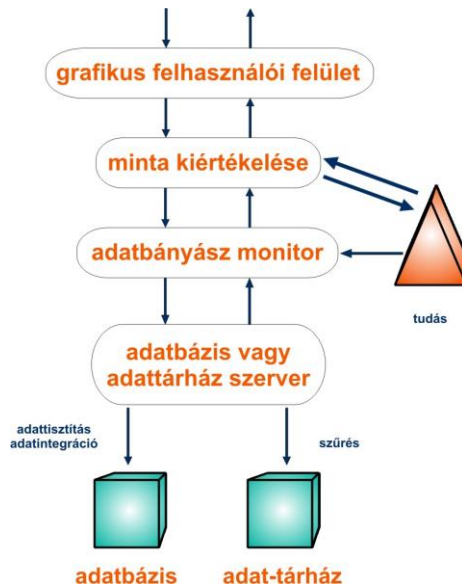 grafikus felhasználói felület
minta kiértékelése
adatbányász monitor
tudás
adatbázis vagy
adattárház szerver
adattisztítás
adatintegráció
szűrés
adatbázis
adat-tárház